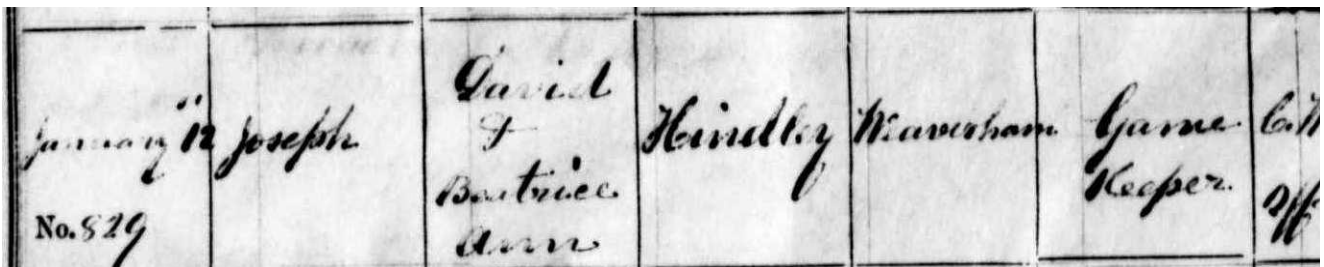 January 12
No. 829
Joseph
David
&
Beatrice
Ann
Hindley
Weaverham
Game
Keeper